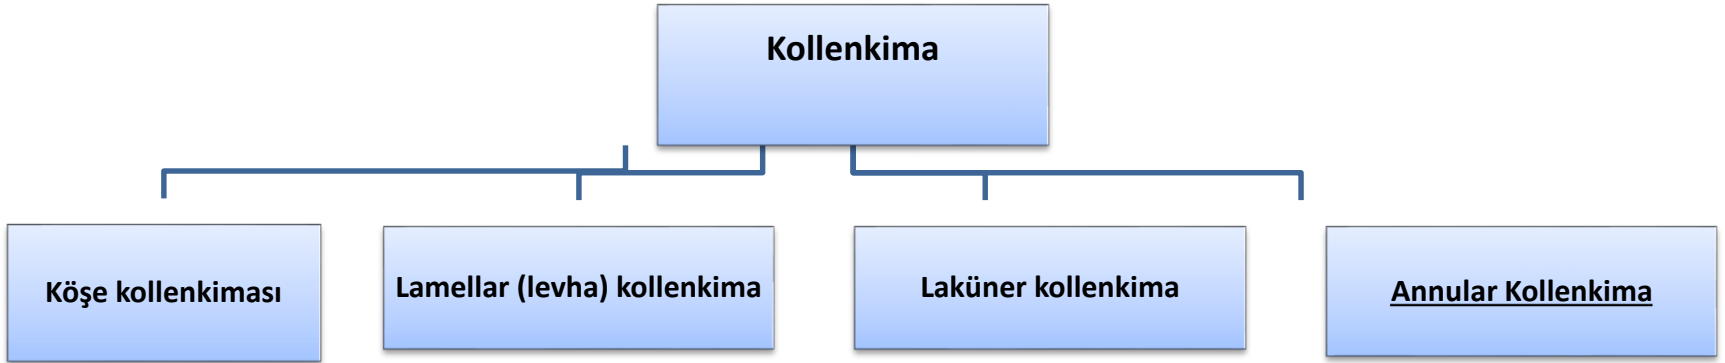 Kollenkima
Köşe kollenkiması
Lamellar (levha) kollenkima
Laküner kollenkima
Annular Kollenkima